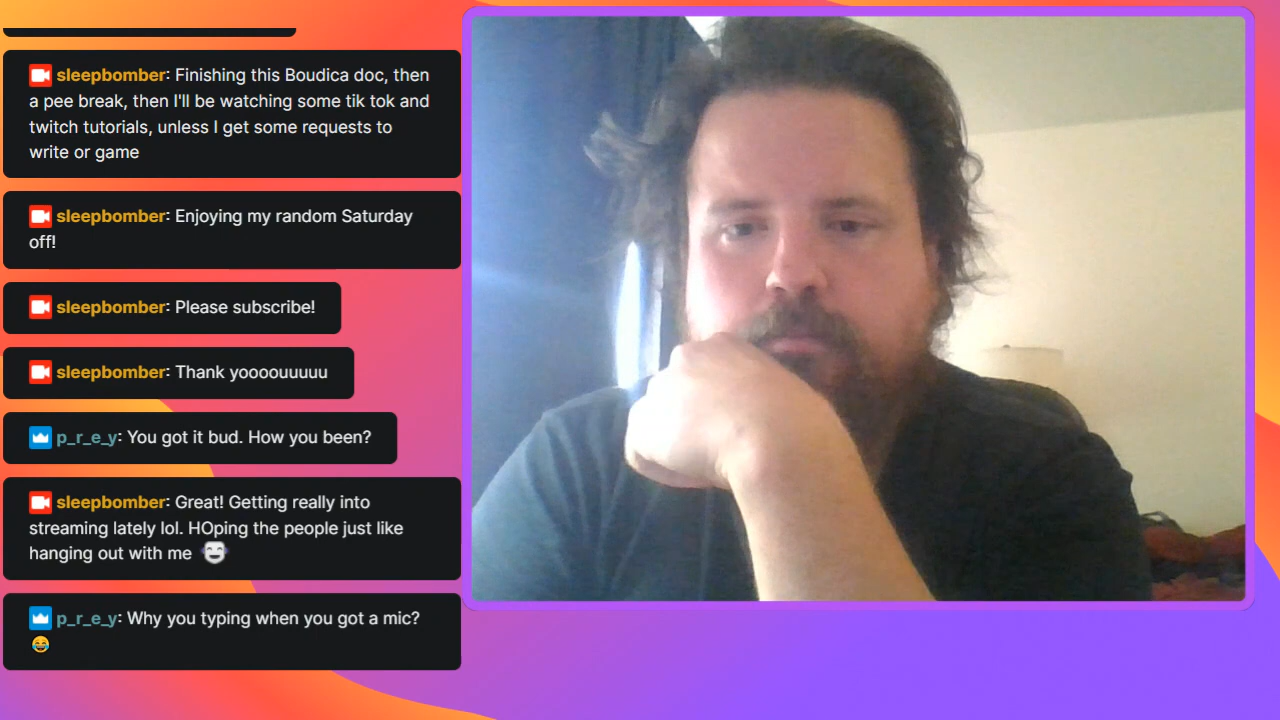 sleepbomber: Finishing this Boudica doc, then
a pee break, then I'll be watching some tik tok and
twitch tutorials, unless I get some requests to
write or game
sleepbomber: Enjoying my random Saturday
off!
sleepbomber: Please subscribe!
sleepbomber: Thank yoooouuuuu
p_r_e_y: You got it bud. How you been?
sleepbomber: Great! Getting really into
streaming lately lol. HOping the people just like
hanging out with me
p_r_e_y: Why you typing when you got a mic?
😂